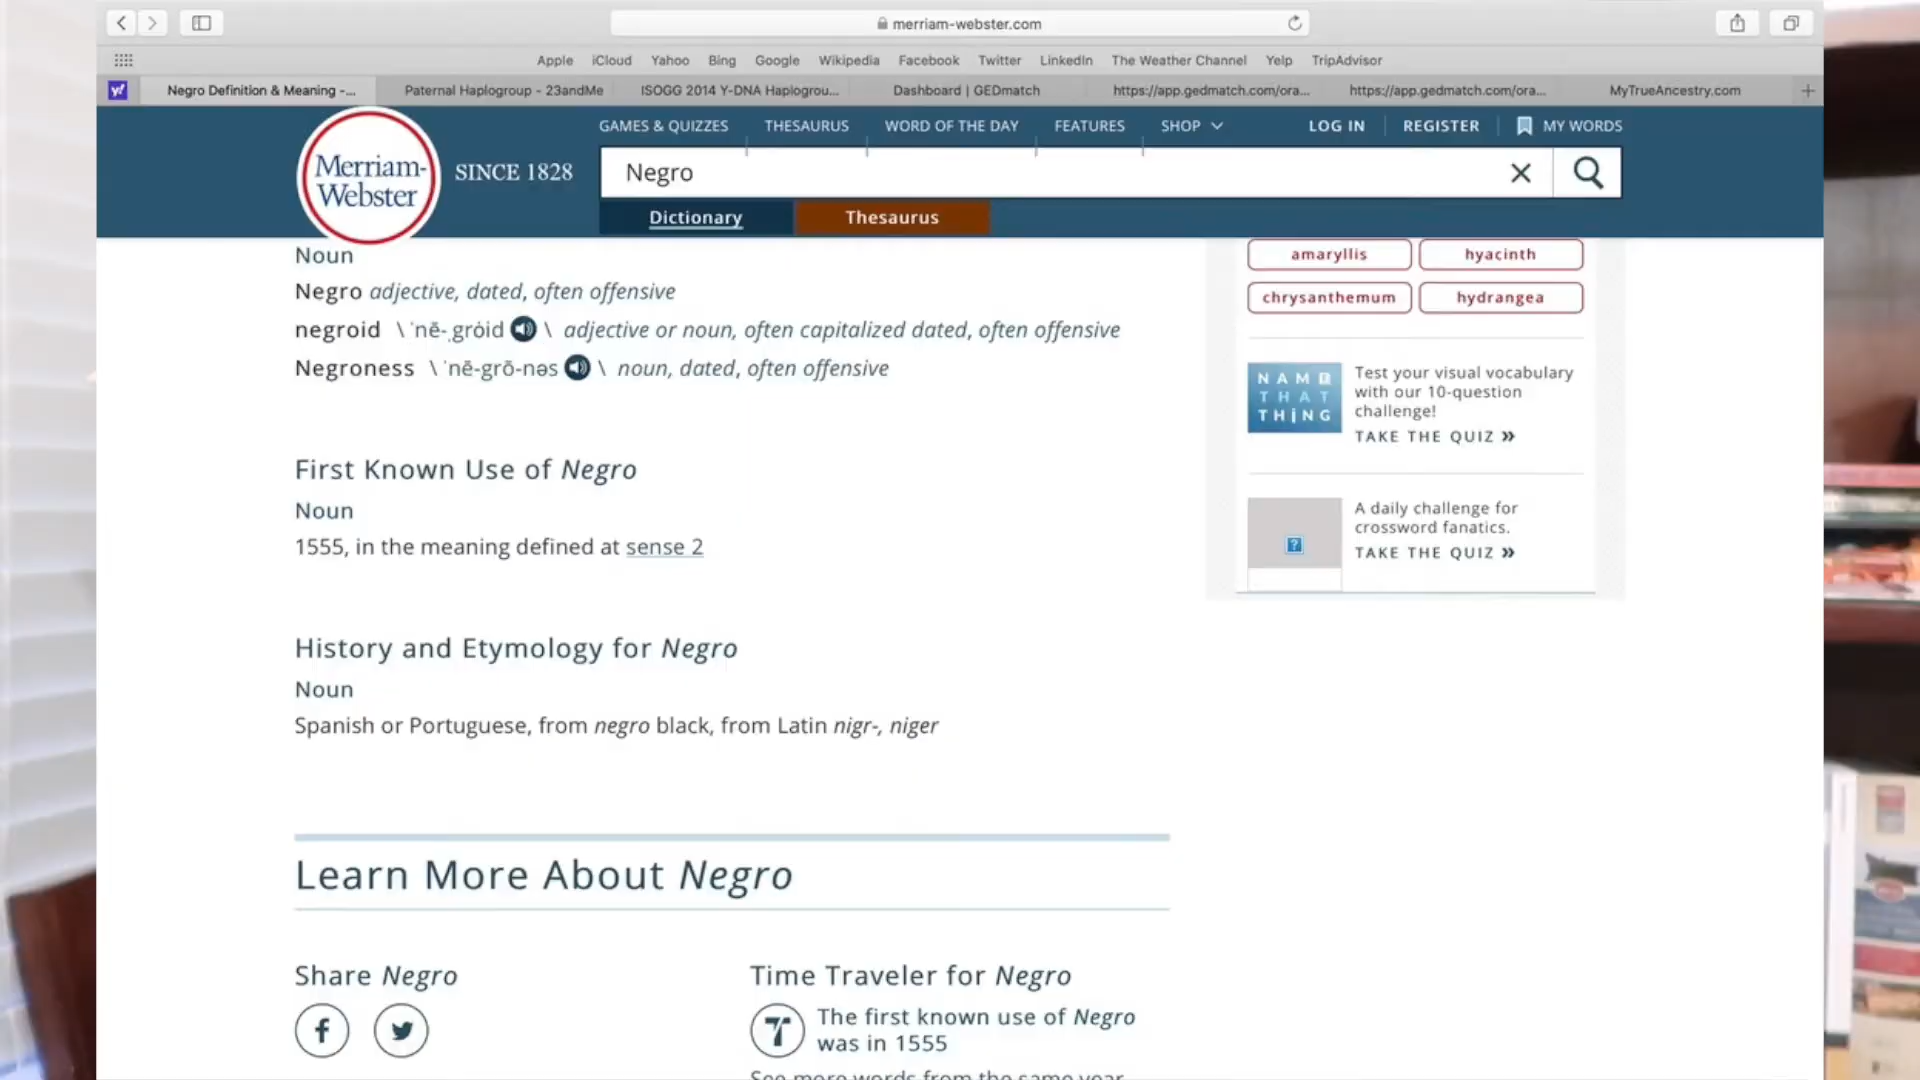 merriam-webster.com
Apple iCloud Yahoo Bing Google Wikipedia Facebook Twitter LinkedIn The Weather Channel Yelp TripAdvisor
Negro Definition & Meaning -... Paternal Haplogroup - 23andMe ISOGG 2014 Y-DNA Haplogrou... Dashboard | GEDmatch https://app.gedmatch.com/ora... https://app.gedmatch.com/ora... MyTrueAncestry.com
GAMES & QUIZZES THESAURUS WORD OF THE DAY FEATURES SHOP LOG IN REGISTER MY WORDS
Merriam-
Webster
SINCE 1828
Negro
Dictionary Thesaurus
Noun
Negro adjective, dated, often offensive
negroid \ ˈnē-ˌgrȯid \ adjective or noun, often capitalized dated, often offensive
Negroness \ ˈnē-grō-nəs \ noun, dated, often offensive
First Known Use of Negro
Noun
1555, in the meaning defined at sense 2
History and Etymology for Negro
Noun
Spanish or Portuguese, from negro black, from Latin nigr-, niger
Learn More About Negro
Share Negro
Time Traveler for Negro
The first known use of Negro
was in 1555
See more words from the same year
amaryllis hyacinth
chrysanthemum hydrangea
NAME
THAT
THiNG
Test your visual vocabulary
with our 10-question
challenge!
TAKE THE QUIZ »
A daily challenge for
crossword fanatics.
TAKE THE QUIZ »